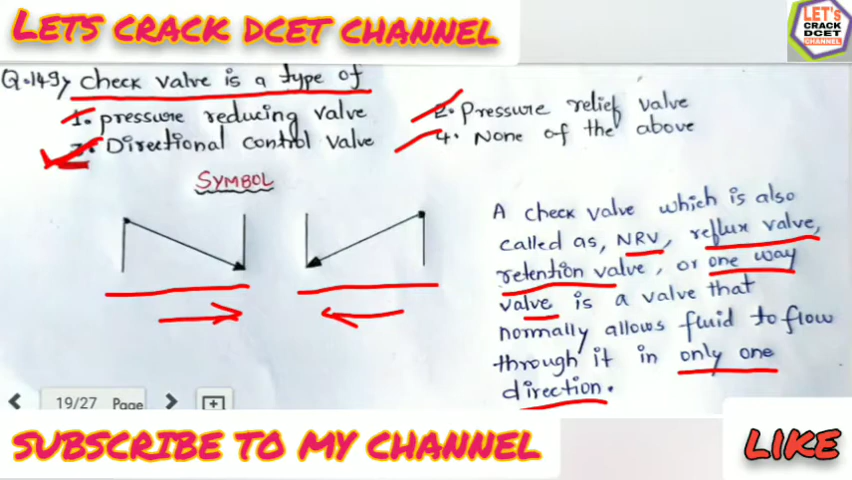 LETS CRACK DCET CHANNEL
LET'S
CRACK
DCET
CHANNEL
Q.149> Check valve is a type of
1. pressure reducing valve 2. Pressure relief valve
3. Directional control valve 4. None of the above
SYMBOL
A check valve which is also
called as, NRV, reflux valve,
retention valve, or one way
valve is a valve that
normally allows fluid to flow
through it in only one
direction.
19/27 Page
SUBSCRIBE TO MY CHANNEL
LIKE